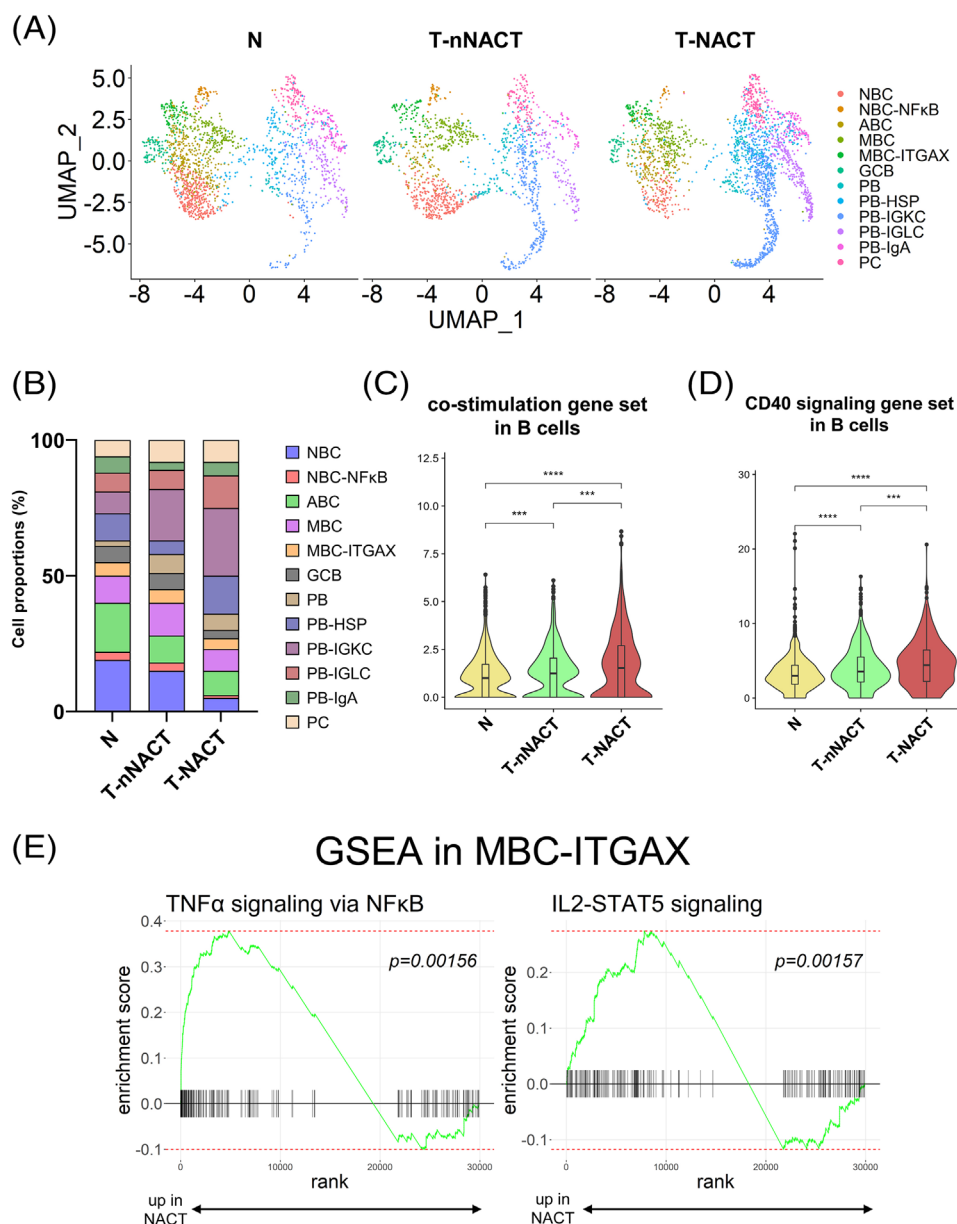 (A)
N
T-nNACT
T-NACT
UMAP_2
5.0
2.5
0.0
-2.5
-5.0
-8
-4
0
4
-8
-4
0
4
-8
-4
0
4
UMAP_1
NBC
NBC-NFκB
ABC
MBC
MBC-ITGAX
GCB
PB
PB-HSP
PB-IGKC
PB-IGLC
PB-IgA
PC
(B)
Cell proportions (%)
100
50
0
N
T-nNACT
T-NACT
NBC
NBC-NFκB
ABC
MBC
MBC-ITGAX
GCB
PB
PB-HSP
PB-IGKC
PB-IGLC
PB-IgA
PC
(C)
co-stimulation gene set
in B cells
12.5
10.0
7.5
5.0
2.5
0.0
****
***
***
N
T-nNACT
T-NACT
(D)
CD40 signaling gene set
in B cells
30
20
10
0
****
****
***
N
T-nNACT
T-NACT
(E)
GSEA in MBC-ITGAX
TNFα signaling via NFκB
enrichment score
0.4
0.3
0.2
0.1
0.0
-0.1
p=0.00156
0
10000
20000
30000
rank
up in
NACT
IL2-STAT5 signaling
enrichment score
0.2
0.1
0.0
-0.1
p=0.00157
0
10000
20000
30000
rank
up in
NACT